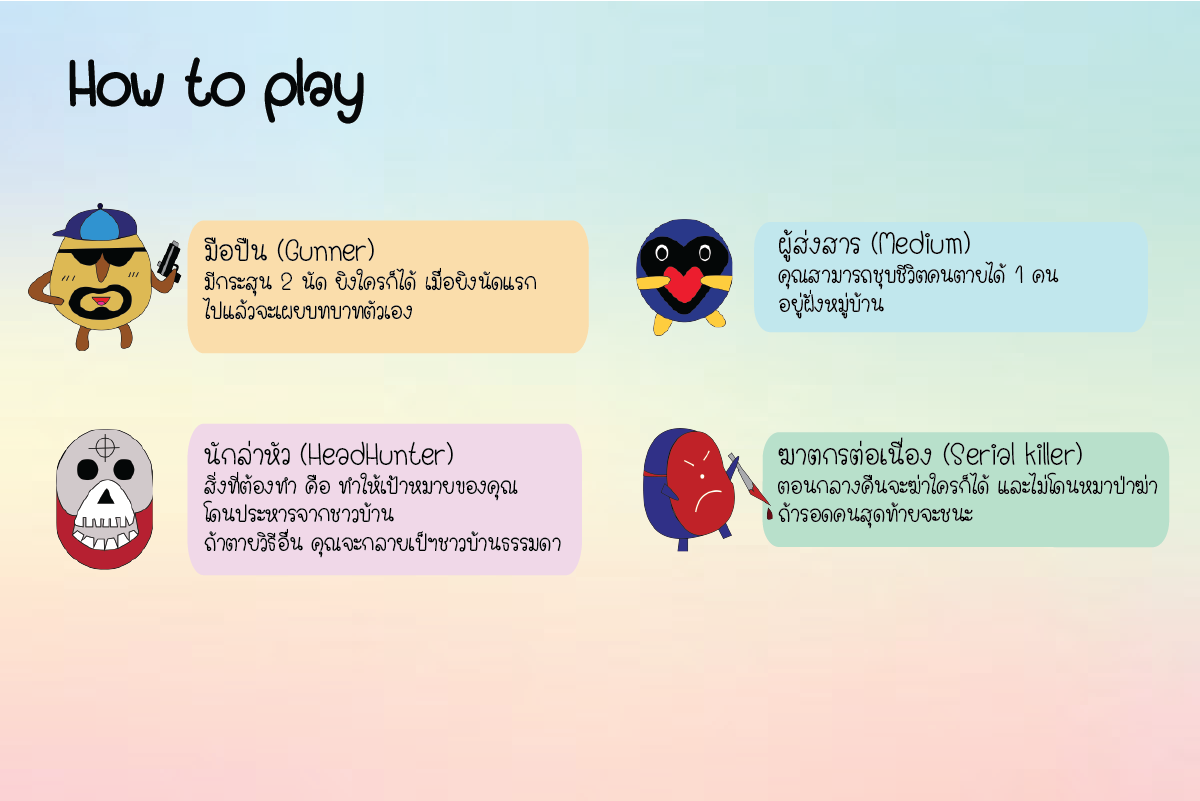 How to play
มือปืน (Gunner)
มีกระสุน 2 นัด ยิงใครก็ได้ เมื่อยิงนัดแรก
ไปแล้วจะเผยบทบาทตัวเอง
ผู้ส่งสาร (Medium)
คุณสามารถชุบชีวิตคนตายได้ 1 คน
อยู่ฝั่งหมู่บ้าน
นักล่าหัว (HeadHunter)
สิ่งที่ต้องทำ คือ ทำให้เป้าหมายของคุณ
โดนประหารจากชาวบ้าน
ถ้าตายวิธีอื่น คุณจะกลายเป็ฯชาวบ้านธรรมดา
ฆาตกรต่อเนื่อง (Serial killer)
ตอนกลางคืนจะฆ่าใครก็ได้ และไม่โดนหมาป่าฆ่า
ถ้ารอดคนสุดท้ายจะชนะ